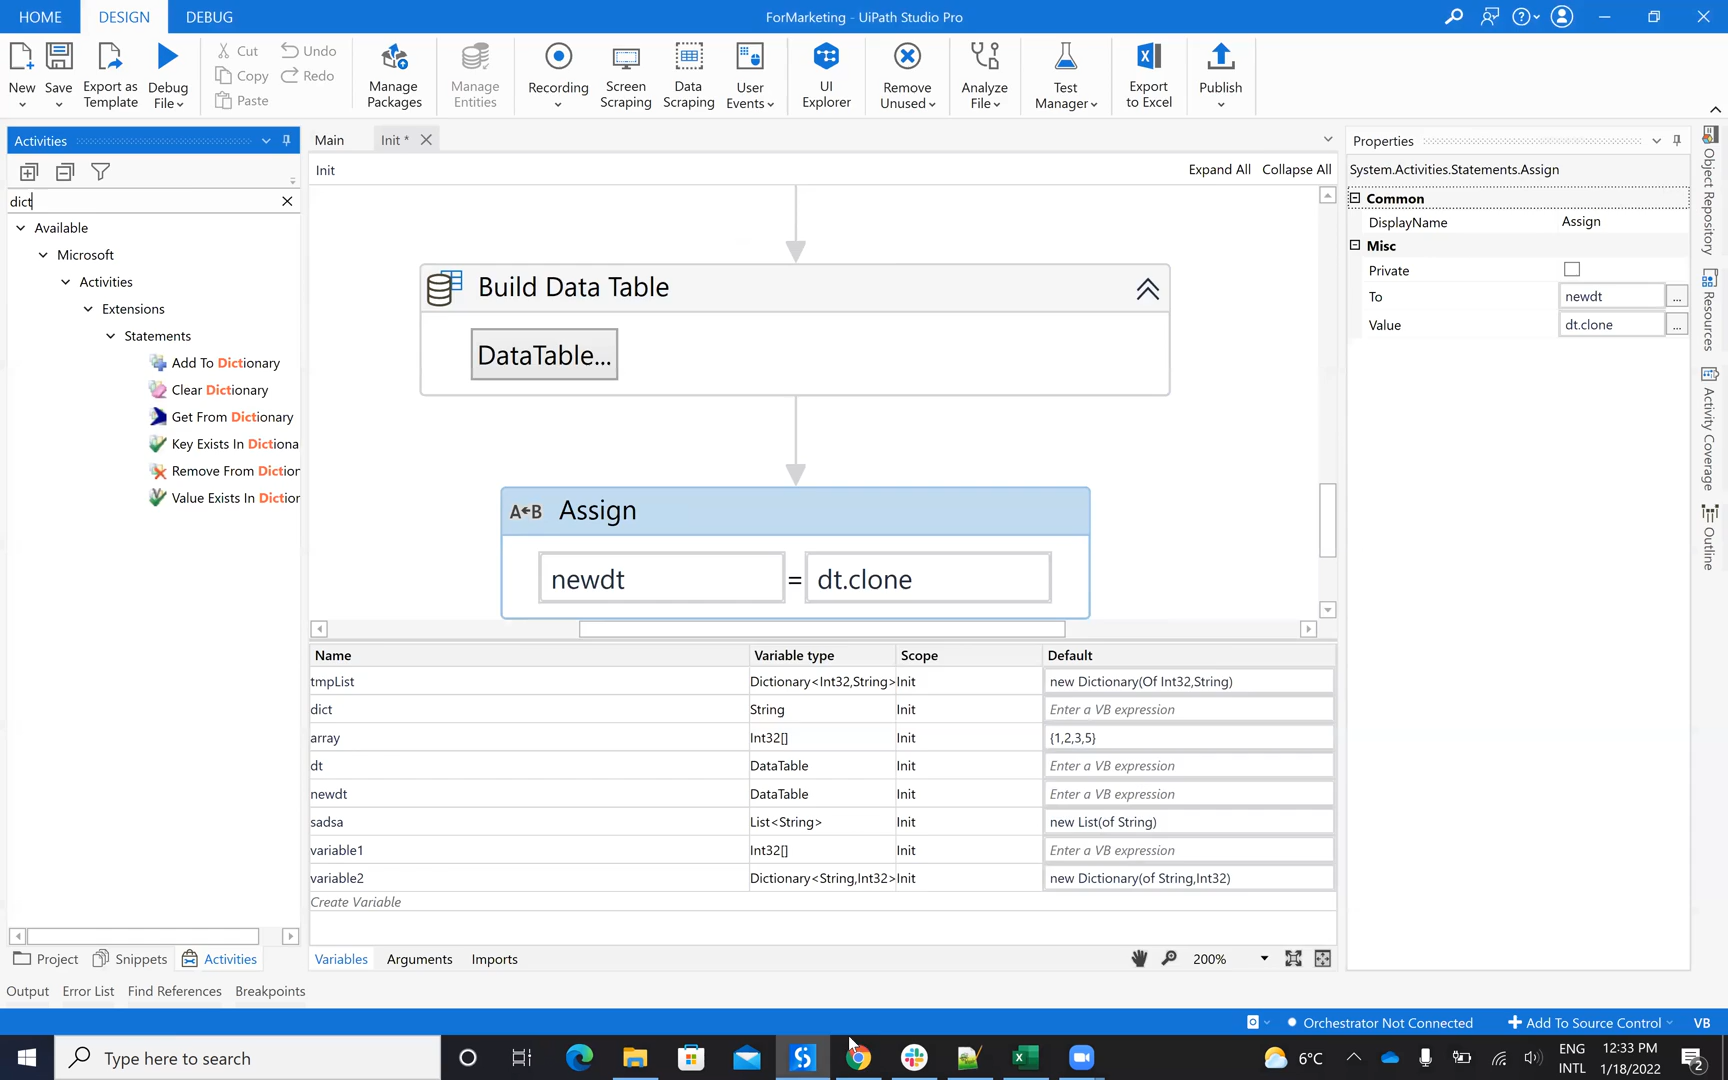 HOME DESIGN DEBUG
ForMarketing - UiPath Studio Pro
New
Save
Export as Template
Debug File
Cut
Copy
Paste
Undo
Redo
Manage Packages
Manage Entities
Recording
Screen Scraping
Data Scraping
User Events
UI Explorer
Remove Unused
Analyze File
Test Manager
Export to Excel
Publish
Activities
dict
Available
Microsoft
Activities
Extensions
Statements
Add To Dictionary
Clear Dictionary
Get From Dictionary
Key Exists In Dictiona
Remove From Diction
Value Exists In Diction
Project Snippets Activities
Main
Init *
Init
Expand All Collapse All
Build Data Table
DataTable...
A B Assign
newdt = dt.clone
Name Variable type Scope Default
tmpList Dictionary<Int32,String> Init new Dictionary(Of Int32,String)
dict String Init Enter a VB expression
array Int32[] Init {1,2,3,5}
dt DataTable Init Enter a VB expression
newdt DataTable Init Enter a VB expression
sadsa List<String> Init new List(of String)
variable1 Int32[] Init Enter a VB expression
variable2 Dictionary<String,Int32> Init new Dictionary(of String,Int32)
Create Variable
Variables Arguments Imports
200%
Properties
System.Activities.Statements.Assign
Common
DisplayName Assign
Misc
Private
To newdt ...
Value dt.clone ...
Object Repository
Resources
Activity Coverage
Outline
Output Error List Find References Breakpoints
Orchestrator Not Connected
Add To Source Control
VB
Type here to search
6°C
ENG
INTL
12:33 PM
1/18/2022
2